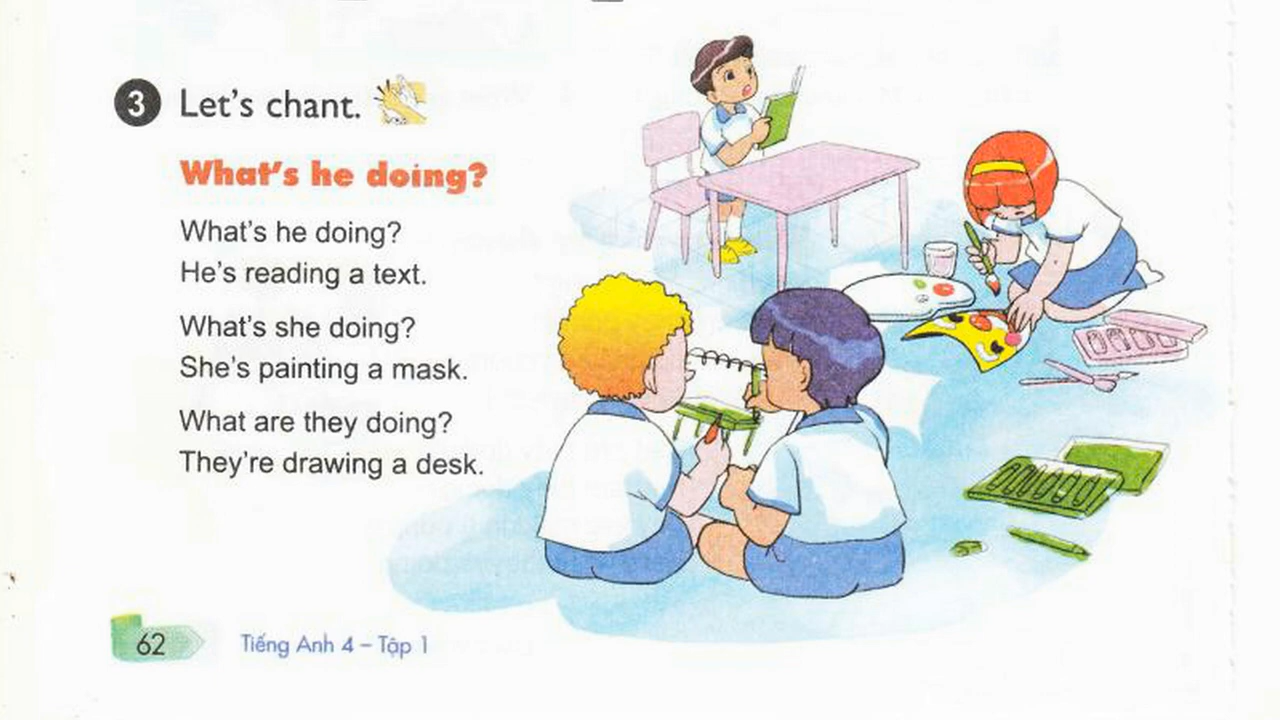 3 Let's chant.
What's he doing?
What's he doing?
He's reading a text.
What's she doing?
She's painting a mask.
What are they doing?
They're drawing a desk.
62 Tiếng Anh 4 – Tập 1